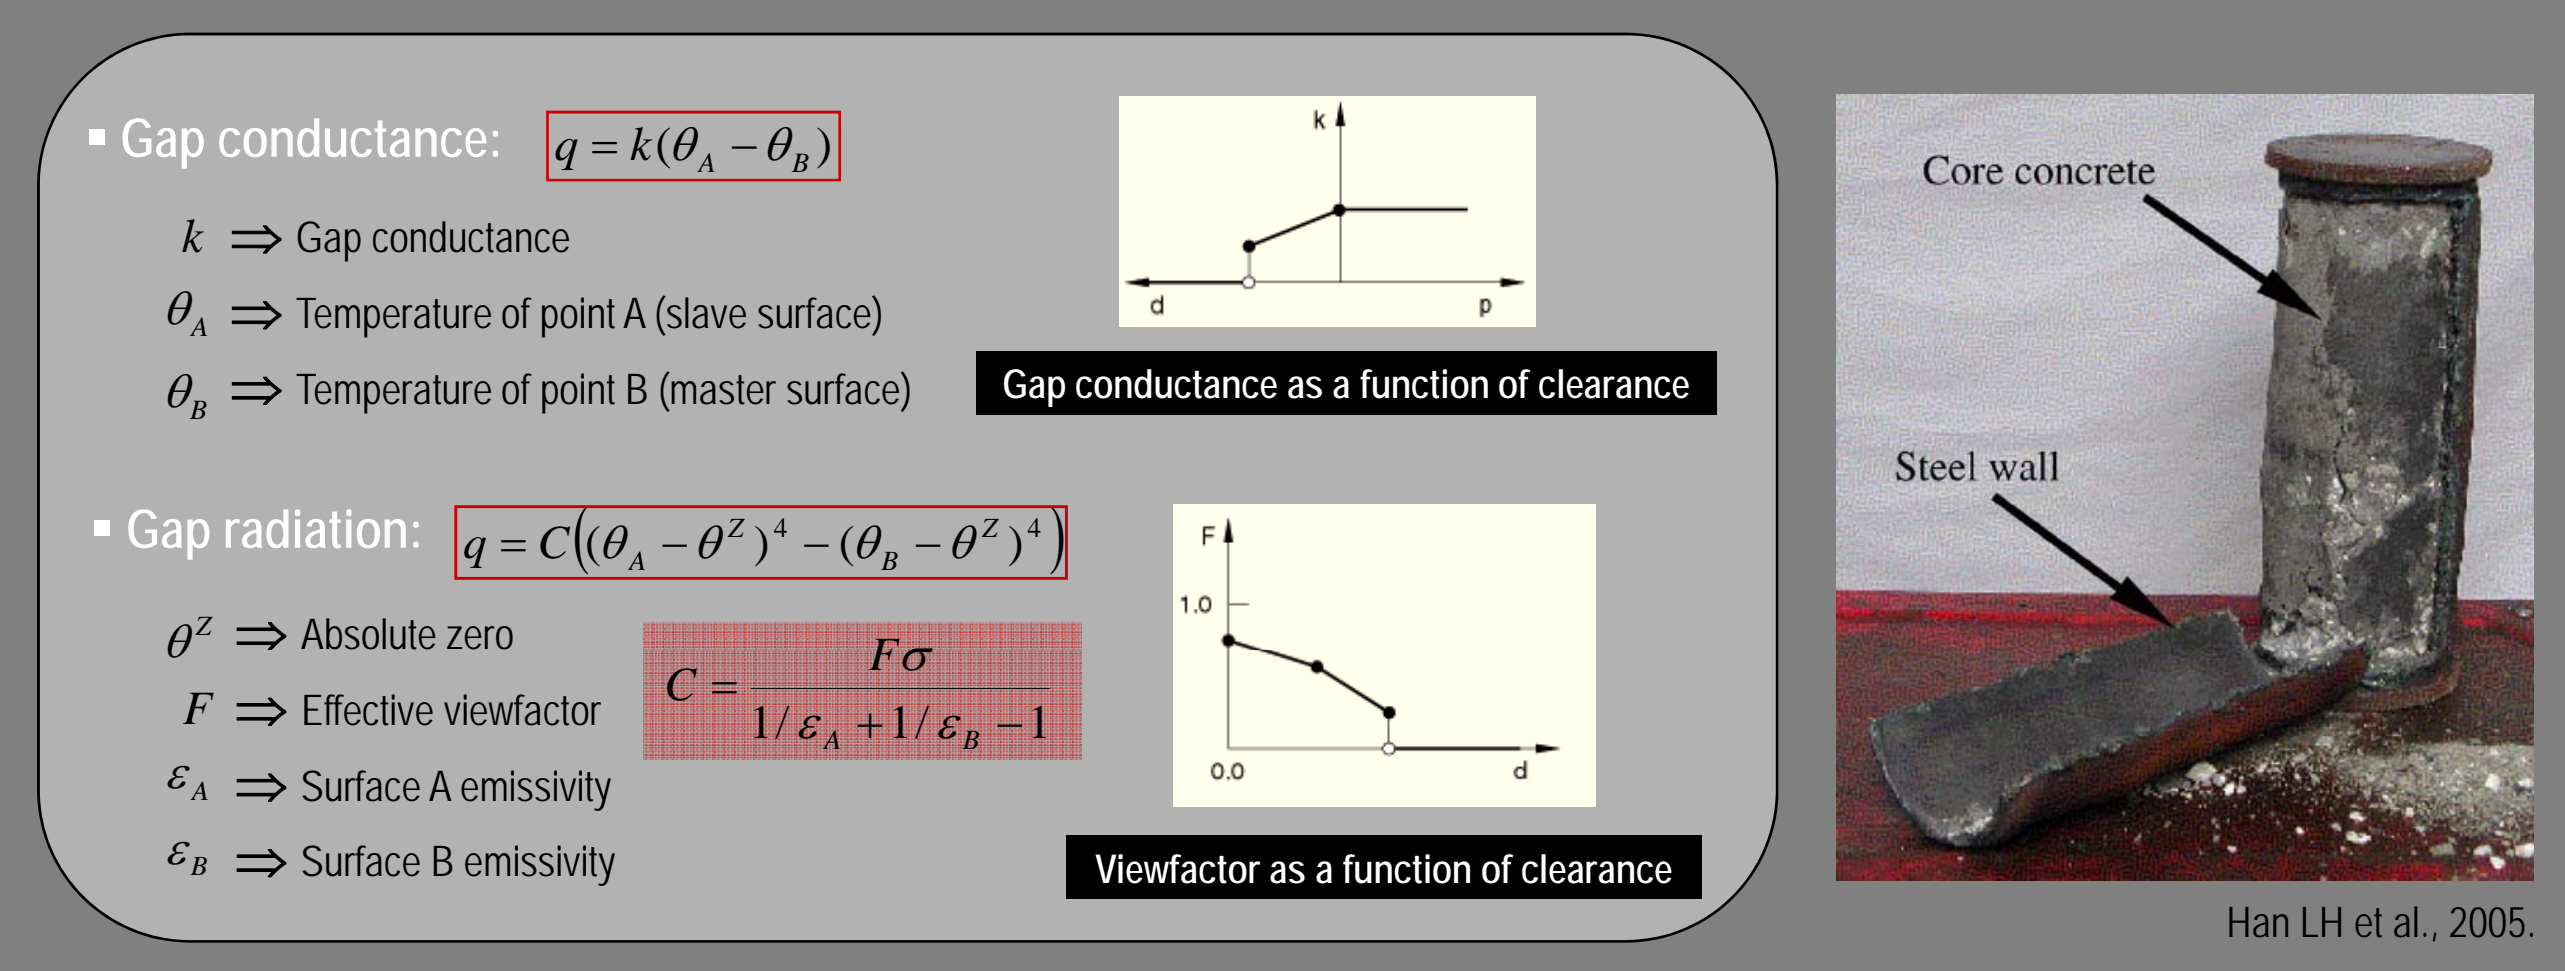 ▪ Gap conductance: q = k(θ_A − θ_B)
k ⇒ Gap conductance
θ_A ⇒ Temperature of point A (slave surface)
θ_B ⇒ Temperature of point B (master surface)
k
d p
Gap conductance as a function of clearance
▪ Gap radiation: q = C((θ_A − θ^Z)^4 − (θ_B − θ^Z)^4)
θ^Z ⇒ Absolute zero
F ⇒ Effective viewfactor
ε_A ⇒ Surface A emissivity
ε_B ⇒ Surface B emissivity
C = Fσ / (1/ε_A + 1/ε_B − 1)
F
1.0
0.0 d
Viewfactor as a function of clearance
Core concrete
Steel wall
Han LH et al., 2005.